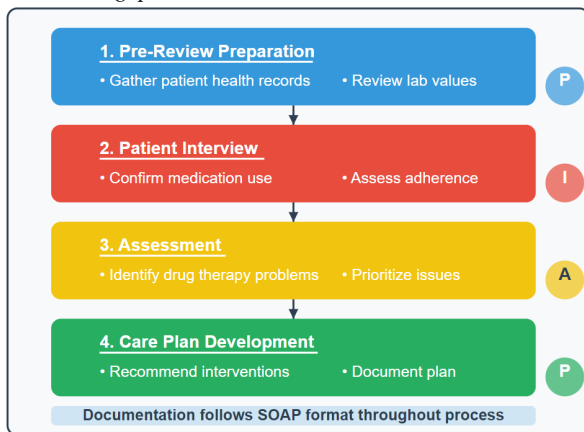 1. Pre-Review Preparation
• Gather patient health records • Review lab values
P
2. Patient Interview
• Confirm medication use • Assess adherence
I
3. Assessment
• Identify drug therapy problems • Prioritize issues
A
4. Care Plan Development
• Recommend interventions • Document plan
P
Documentation follows SOAP format throughout process